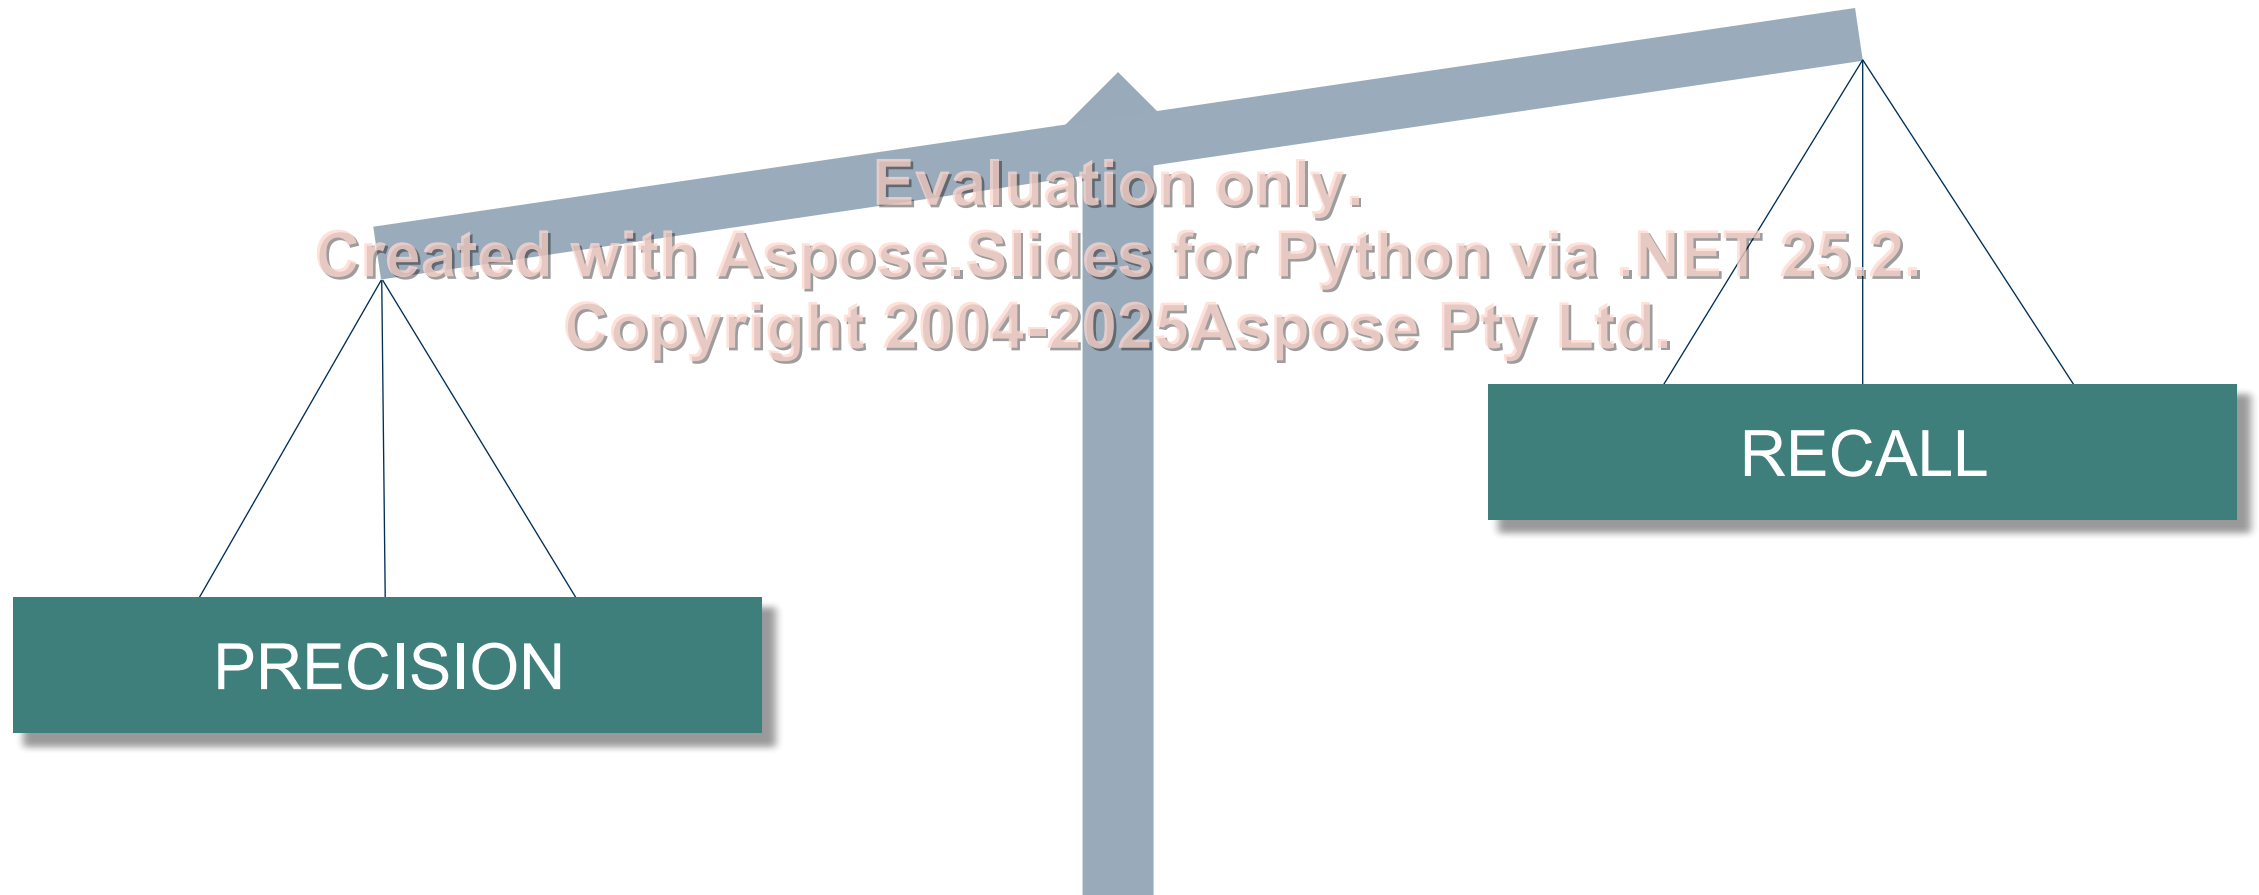 Evaluation only.
Created with Aspose.Slides for Python via .NET 25.2.
Copyright 2004-2025Aspose Pty Ltd.
RECALL
PRECISION